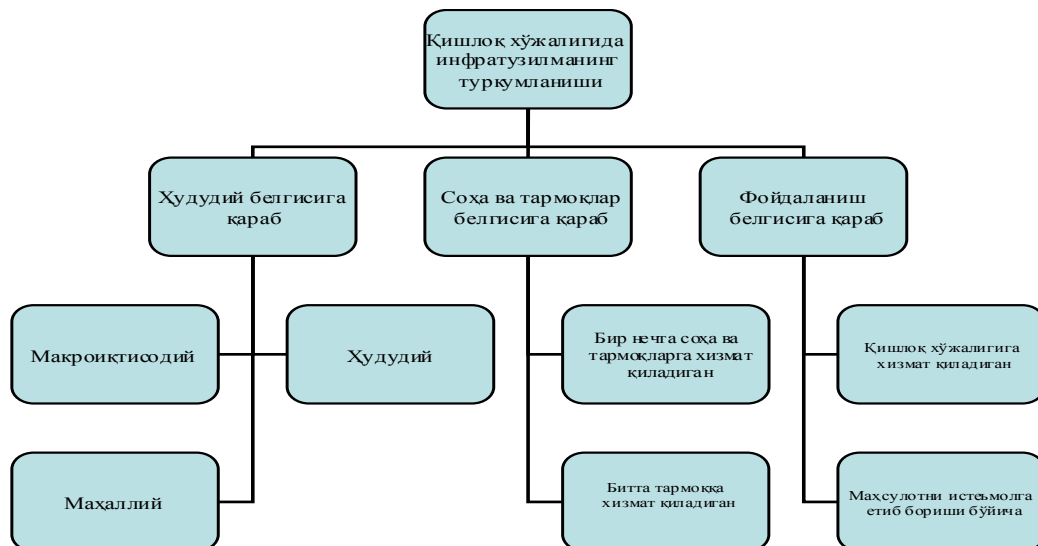 Қишлоқ хўжалигида
инфратузилманинг
туркумланиши
Ҳудудий белгисига
қараб
Соҳа ва тармоқлар
белгисига қараб
Фойдаланиш
белгисига қараб
Макроиқтисодий
Ҳудудий
Бир нечга соҳа ва
тармоқларга хизмат
қиладиган
Қишлоқ хўжалигига
хизмат қиладиган
Маҳаллий
Битта тармоққа
хизмат қиладиган
Маҳсулотни истеъмолга
етиб бориши бўйича